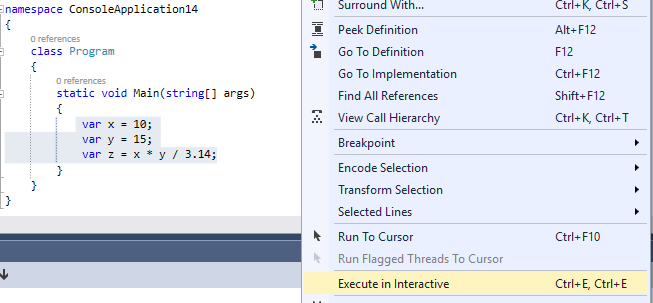 namespace ConsoleApplication14
{
0 references
class Program
{
0 references
static void Main(string[] args)
{
var x = 10;
var y = 15;
var z = x * y / 3.14;
}
}
}
Surround With... Ctrl+K, Ctrl+S
Peek Definition Alt+F12
Go To Definition F12
Go To Implementation Ctrl+F12
Find All References Shift+F12
View Call Hierarchy Ctrl+K, Ctrl+T
Breakpoint
Encode Selection
Transform Selection
Selected Lines
Run To Cursor Ctrl+F10
Run Flagged Threads To Cursor
Execute in Interactive Ctrl+E, Ctrl+E